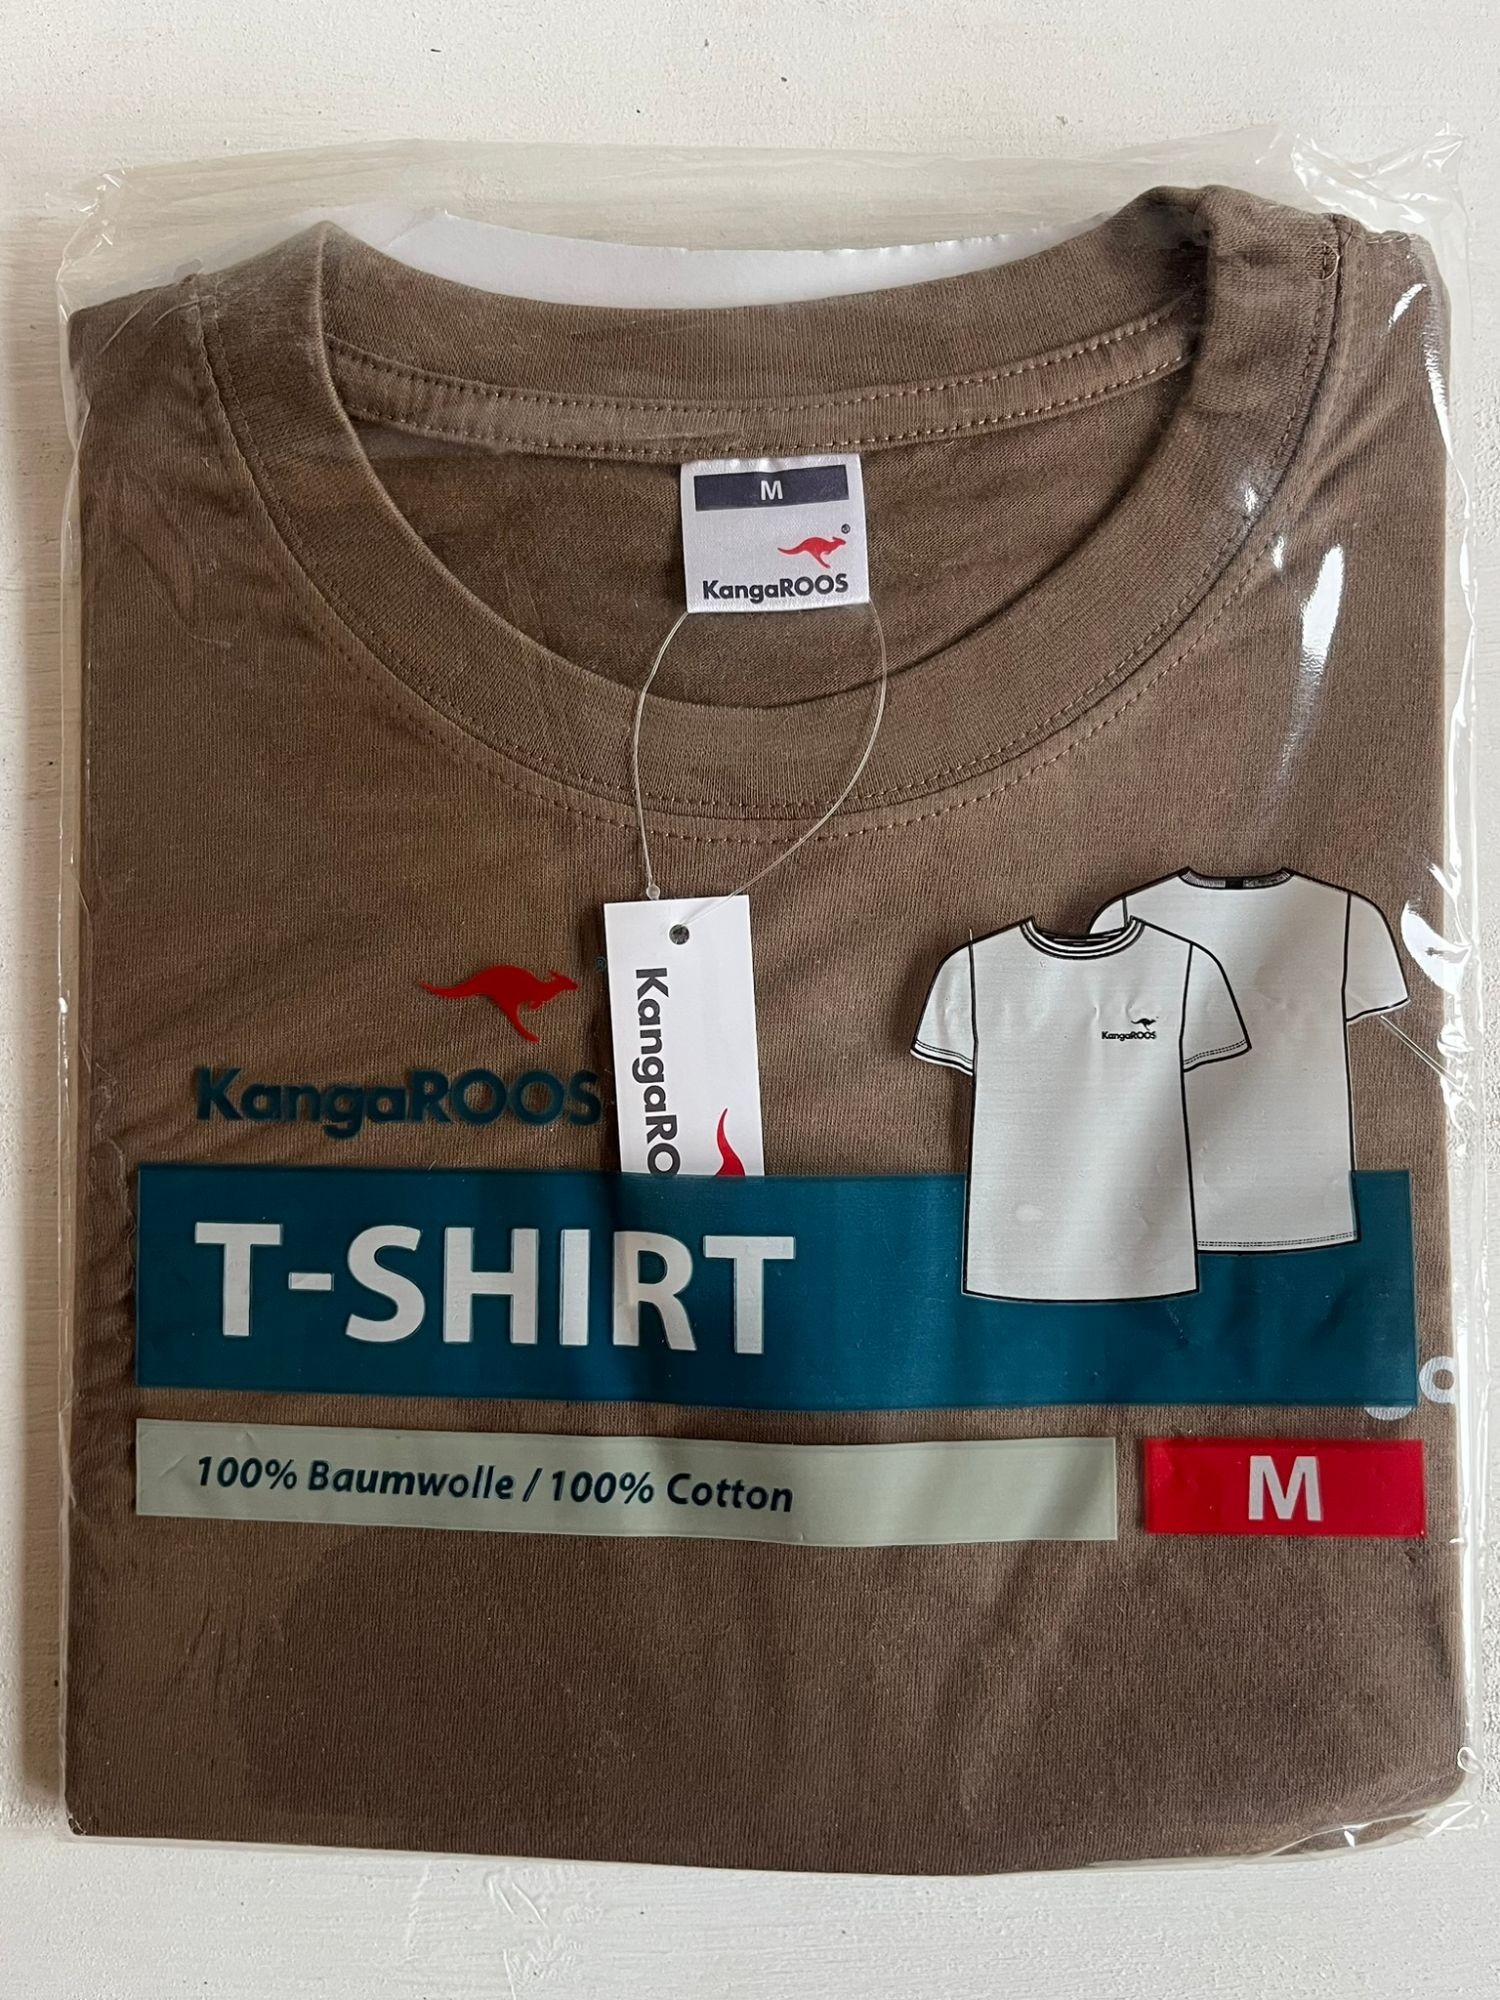 M
®
KangaROOS
KangaRO
®
KangaROOS
KangaROOS
T-SHIRT
100% Baumwolle / 100% Cotton
M